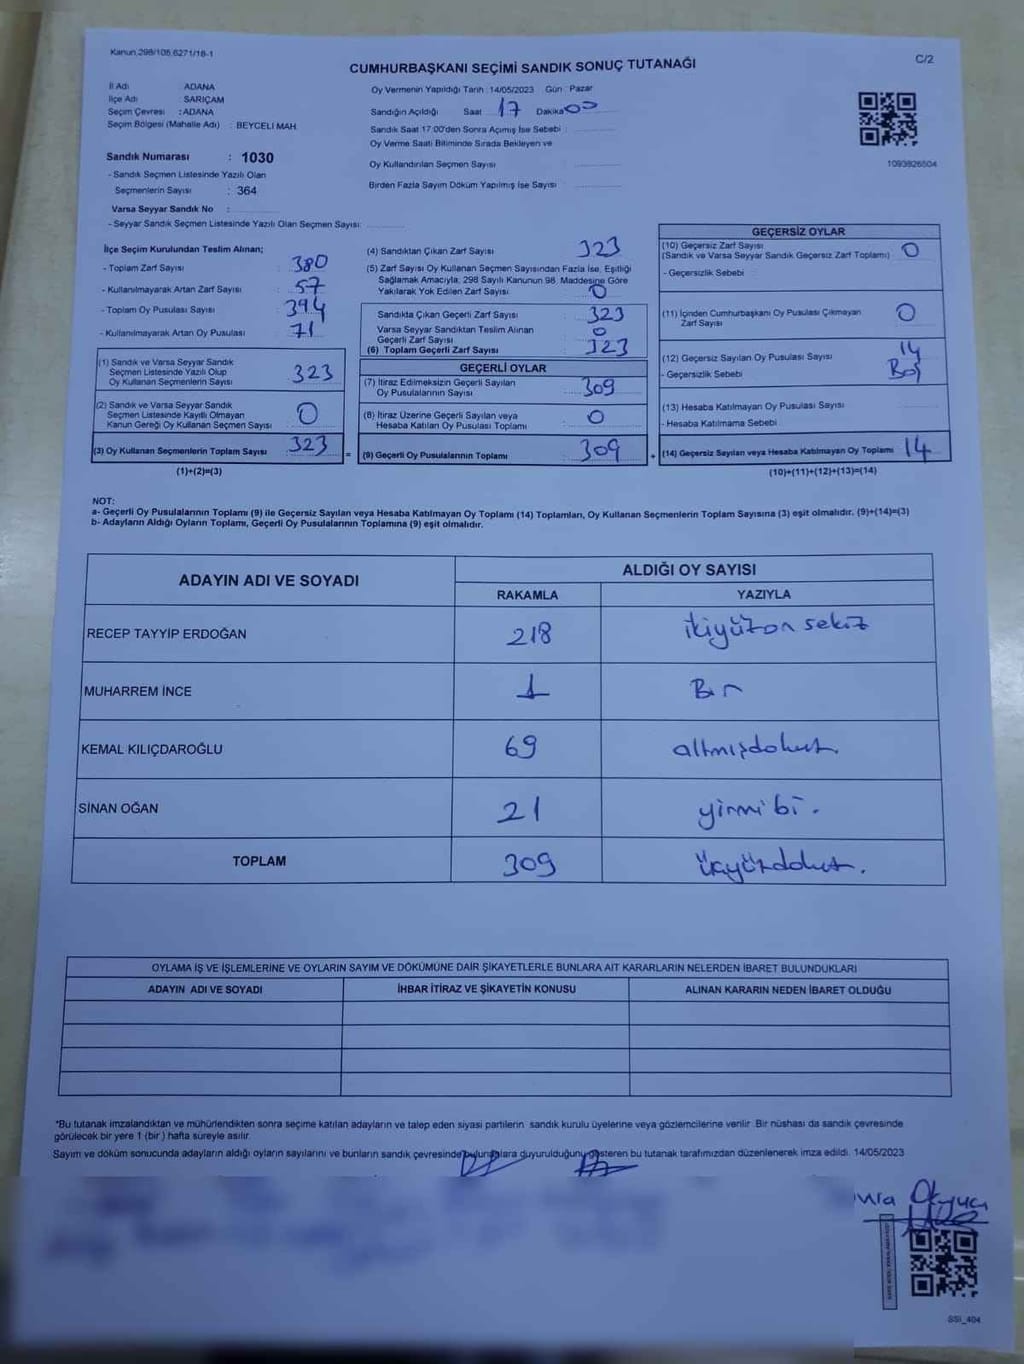 Kanun 298/105,6271/18-1
C/2
CUMHURBAŞKANI SEÇİMİ SANDIK SONUÇ TUTANAĞI
İl Adı ADANA
İlçe Adı SARIÇAM
Seçim Çevresi : ADANA
Seçim Bölgesi (Mahalle Adı) : BEYCELİ MAH.
Sandık Numarası : 1030
- Sandık Seçmen Listesinde Yazılı Olan
Seçmenlerin Sayısı : 364
Varsa Seyyar Sandık No :
- Seyyar Sandık Seçmen Listesinde Yazılı Olan Seçmen Sayısı:
Oy Vermenin Yapıldığı Tarih : 14/05/2023 Gün : Pazar
Sandığın Açıldığı Saat 17 Dakika 00
Sandık Saat 17:00'den Sonra Açılmış İse Sebebi :
Oy Verme Saati Bitiminde Sırada Bekleyen ve
Oy Kullandırılan Seçmen Sayısı :
Birden Fazla Sayım Döküm Yapılmış İse Sayısı :
1093926504
İlçe Seçim Kurulundan Teslim Alınan;
- Toplam Zarf Sayısı : 380
- Kullanılmayarak Artan Zarf Sayısı : 57
- Toplam Oy Pusulası Sayısı : 394
- Kullanılmayarak Artan Oy Pusulası : 71
(1) Sandık ve Varsa Seyyar Sandık
Seçmen Listesinde Yazılı Olup
Oy Kullanan Seçmenlerin Sayısı : 323
(2) Sandık ve Varsa Seyyar Sandık
Seçmen Listesinde Kayıtlı Olmayan
Kanun Gereği Oy Kullanan Seçmen Sayısı : 0
(3) Oy Kullanan Seçmenlerin Toplam Sayısı : 323
(1)+(2)=(3)
(4) Sandıktan Çıkan Zarf Sayısı : 323
(5) Zarf Sayısı Oy Kullanan Seçmen Sayısından Fazla İse, Eşitliği
Sağlamak Amacıyla; 298 Sayılı Kanunun 98. Maddesine Göre
Yakılarak Yok Edilen Zarf Sayısı : 0
Sandıkta Çıkan Geçerli Zarf Sayısı : 323
Varsa Seyyar Sandıktan Teslim Alınan
Geçerli Zarf Sayısı : 0
(6) Toplam Geçerli Zarf Sayısı : 323
GEÇERLİ OYLAR
(7) İtiraz Edilmeksizin Geçerli Sayılan
Oy Pusulalarının Sayısı : 309
(8) İtiraz Üzerine Geçerli Sayılan veya
Hesaba Katılan Oy Pusulası Toplamı : 0
= (9) Geçerli Oy Pusulalarının Toplamı : 309
GEÇERSİZ OYLAR
(10) Geçersiz Zarf Sayısı
(Sandık ve Varsa Seyyar Sandık Geçersiz Zarf Toplamı) : 0
- Geçersizlik Sebebi :
(11) İçinden Cumhurbaşkanı Oy Pusulası Çıkmayan
Zarf Sayısı : 0
(12) Geçersiz Sayılan Oy Pusulası Sayısı : 14
- Geçersizlik Sebebi : Boş
(13) Hesaba Katılmayan Oy Pusulası Sayısı :
- Hesaba Katılmama Sebebi :
+ (14) Geçersiz Sayılan veya Hesaba Katılmayan Oy Toplamı : 14
(10)+(11)+(12)+(13)=(14)
NOT:
a- Geçerli Oy Pusulalarının Toplamı (9) ile Geçersiz Sayılan veya Hesaba Katılmayan Oy Toplamı (14) Toplamları, Oy Kullanan Seçmenlerin Toplam Sayısına (3) eşit olmalıdır. (9)+(14)=(3)
b- Adayların Aldığı Oyların Toplamı, Geçerli Oy Pusulalarının Toplamına (9) eşit olmalıdır.
ADAYIN ADI VE SOYADI ALDIĞI OY SAYISI
RAKAMLA YAZIYLA
RECEP TAYYİP ERDOĞAN 218 ikiyüzon sekiz
MUHARREM İNCE 1 Bir
KEMAL KILIÇDAROĞLU 69 altmışdokuz.
SİNAN OĞAN 21 yirmi bi.
TOPLAM 309 üçyüzdokuz.
OYLAMA İŞ VE İŞLEMLERİNE VE OYLARIN SAYIM VE DÖKÜMÜNE DAİR ŞİKAYETLERLE BUNLARA AİT KARARLARIN NELERDEN İBARET BULUNDUKLARI
ADAYIN ADI VE SOYADI İHBAR İTİRAZ VE ŞİKAYETİN KONUSU ALINAN KARARIN NEDEN İBARET OLDUĞU
*Bu tutanak imzalandıktan ve mühürlendikten sonra seçime katılan adayların ve talep eden siyasi partilerin sandık kurulu üyelerine veya gözlemcilerine verilir. Bir nüshası da sandık çevresinde
görülecek bir yere 1 (bir ) hafta süreyle asılır.
Sayım ve döküm sonucunda adayların aldığı oyların sayılarını ve bunların sandık çevresinde bulunanlara duyurulduğunu gösteren bu tutanak tarafımızdan düzenlenerek imza edildi. 14/05/2023
Okuyucu
SSI_404